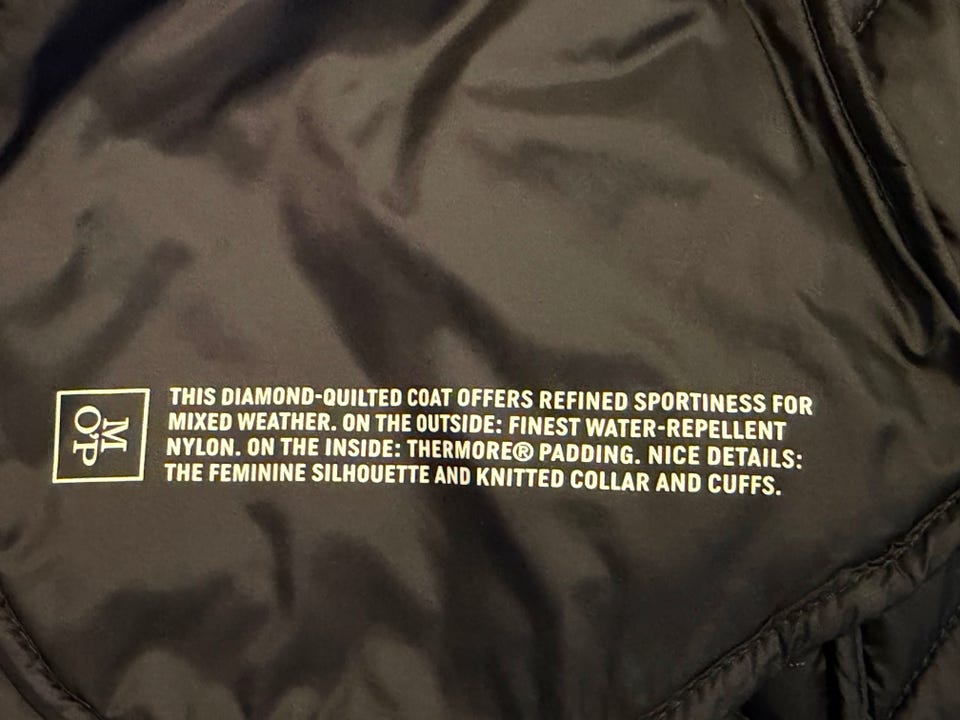 M
O'P
THIS DIAMOND-QUILTED COAT OFFERS REFINED SPORTINESS FOR
MIXED WEATHER. ON THE OUTSIDE: FINEST WATER-REPELLENT
NYLON. ON THE INSIDE: THERMORE® PADDING. NICE DETAILS:
THE FEMININE SILHOUETTE AND KNITTED COLLAR AND CUFFS.